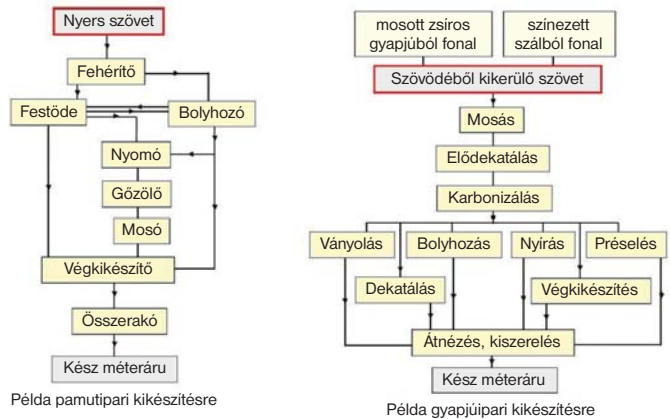 Nyers szövet
Fehérítő
Festöde
Bolyhozó
Nyomó
Gőzölő
Mosó
Végkikészítő
Összerakó
Kész méteráru
Példa pamutipari kikészítésre
mosott zsíros
gyapjúból fonal
színezett
szálból fonal
Szövödéből kikerülő szövet
Mosás
Elődekatálás
Karbonizálás
Ványolás
Bolyhozás
Nyírás
Préselés
Dekatálás
Végkikészítés
Átnézés, kiszerelés
Kész méteráru
Példa gyapjúipari kikészítésre